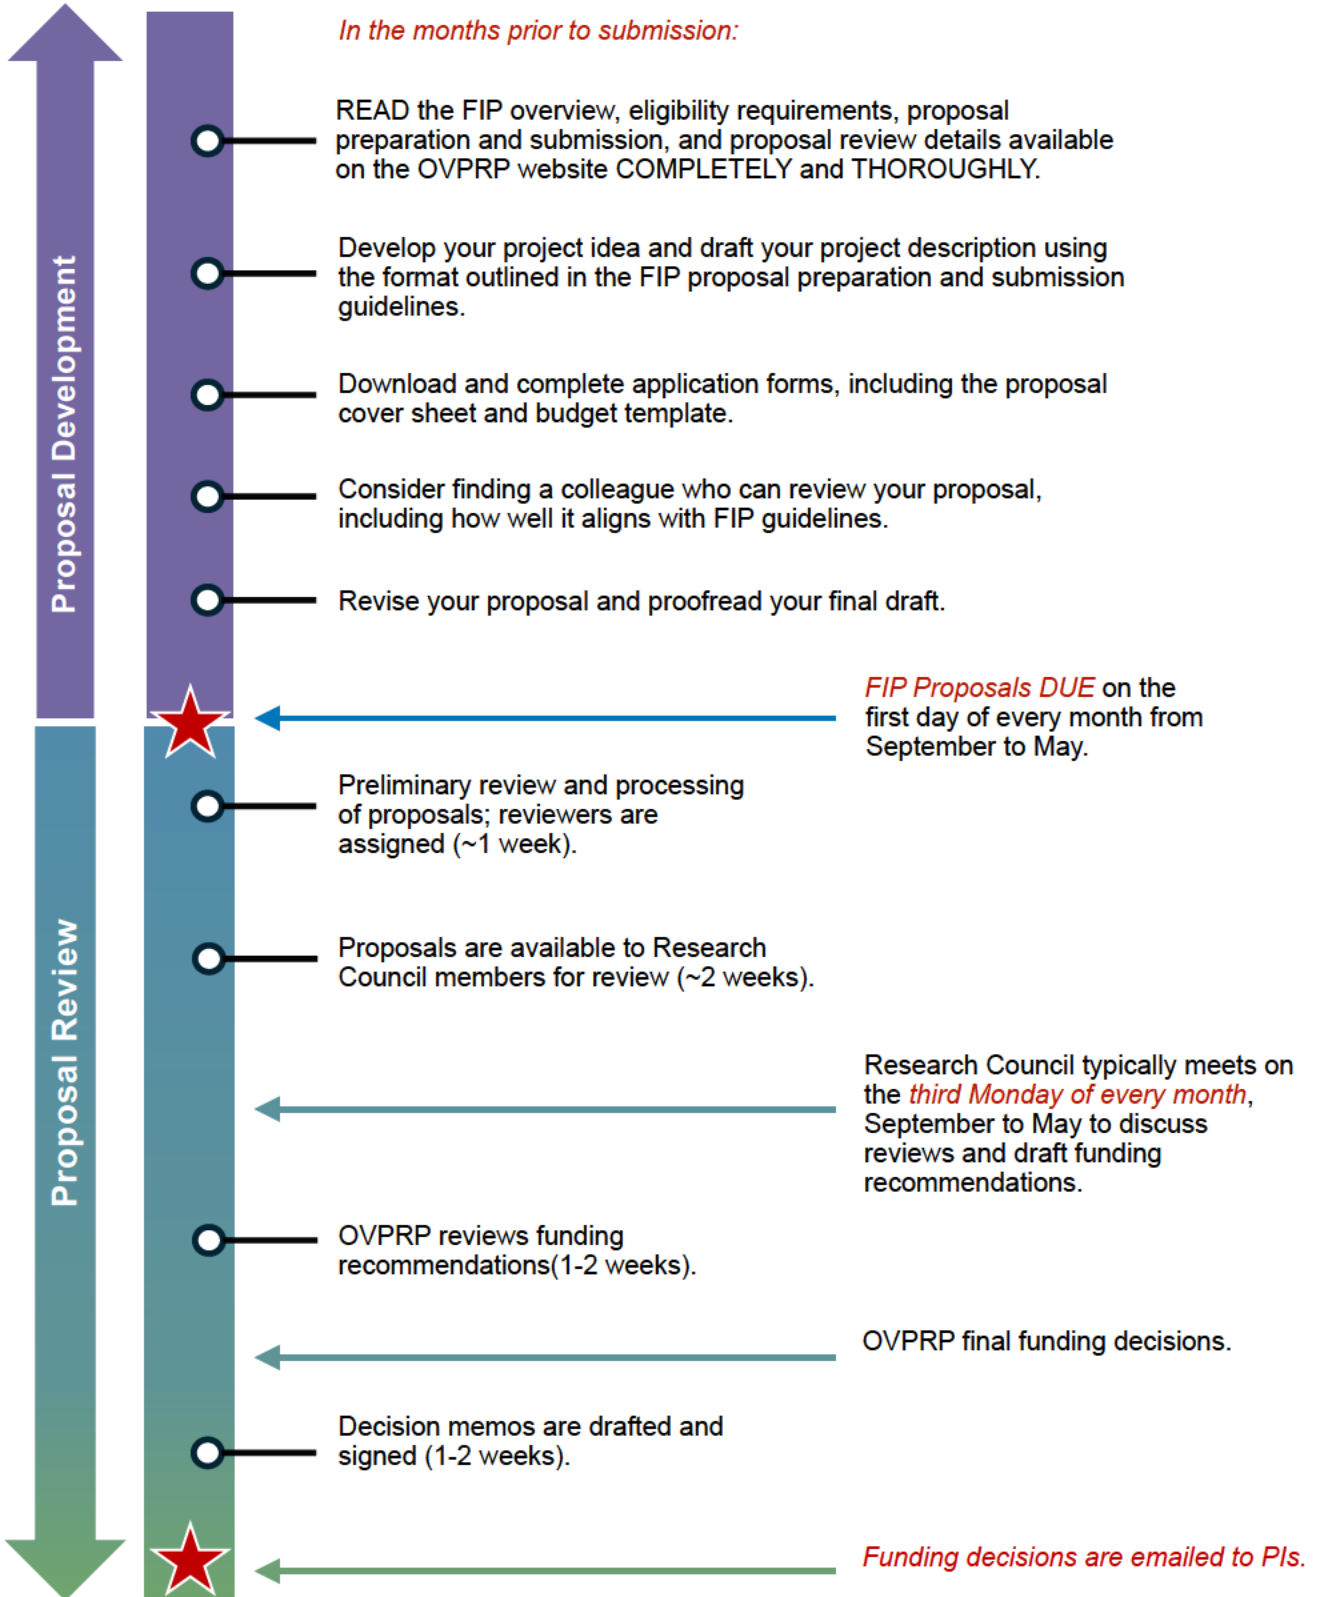 In the months prior to submission:
READ the FIP overview, eligibility requirements, proposal
preparation and submission, and proposal review details available
on the OVPRP website COMPLETELY and THOROUGHLY.
Develop your project idea and draft your project description using
the format outlined in the FIP proposal preparation and submission
guidelines.
Download and complete application forms, including the proposal
cover sheet and budget template.
Consider finding a colleague who can review your proposal,
including how well it aligns with FIP guidelines.
Revise your proposal and proofread your final draft.
Proposal Development
FIP Proposals DUE on the
first day of every month from
September to May.
Preliminary review and processing
of proposals; reviewers are
assigned (~1 week).
Proposals are available to Research
Council members for review (~2 weeks).
Research Council typically meets on
the third Monday of every month,
September to May to discuss
reviews and draft funding
recommendations.
OVPRP reviews funding
recommendations(1-2 weeks).
OVPRP final funding decisions.
Decision memos are drafted and
signed (1-2 weeks).
Funding decisions are emailed to PIs.
Proposal Review